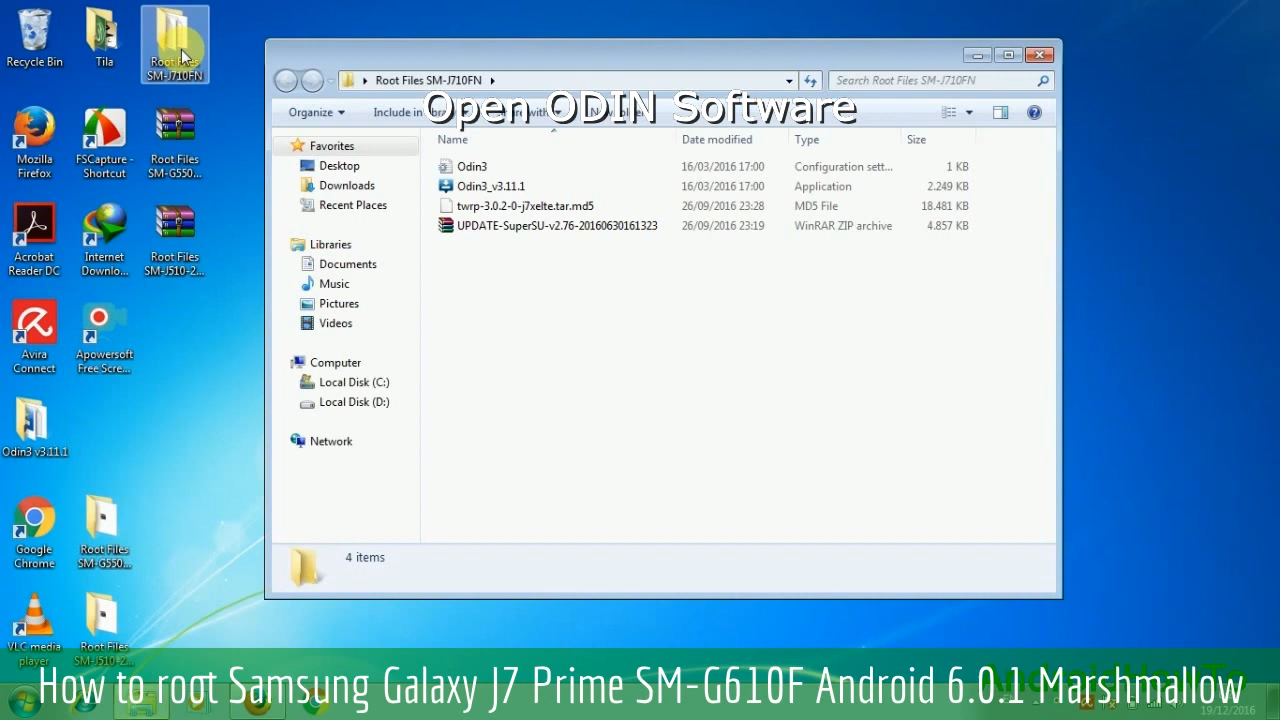 Recycle Bin
Tila
Root Files
SM-J710FN
Mozilla
Firefox
FSCapture -
Shortcut
Root Files
SM-G550...
Acrobat
Reader DC
Internet
Downlo...
Root Files
SM-J510-2...
Avira
Connect
Apowersoft
Free Scre...
Odin3 v3.11.1
Google
Chrome
Root Files
SM-G550...
VLC media
player
Root Files
SM-J510-2...
Root Files SM-J710FN
Search Root Files SM-J710FN
Organize
Include in
Open ODIN Software
Name
Date modified
Type
Size
Odin3
16/03/2016 17:00
Configuration sett...
1 KB
Odin3_v3.11.1
16/03/2016 17:00
Application
2.249 KB
twrp-3.0.2-0-j7xelte.tar.md5
26/09/2016 23:28
MD5 File
18.481 KB
UPDATE-SuperSU-v2.76-20160630161323
26/09/2016 23:19
WinRAR ZIP archive
4.857 KB
Favorites
Desktop
Downloads
Recent Places
Libraries
Documents
Music
Pictures
Videos
Computer
Local Disk (C:)
Local Disk (D:)
Network
4 items
How to root Samsung Galaxy J7 Prime SM-G610F Android 6.0.1 Marshmallow
19/12/2016